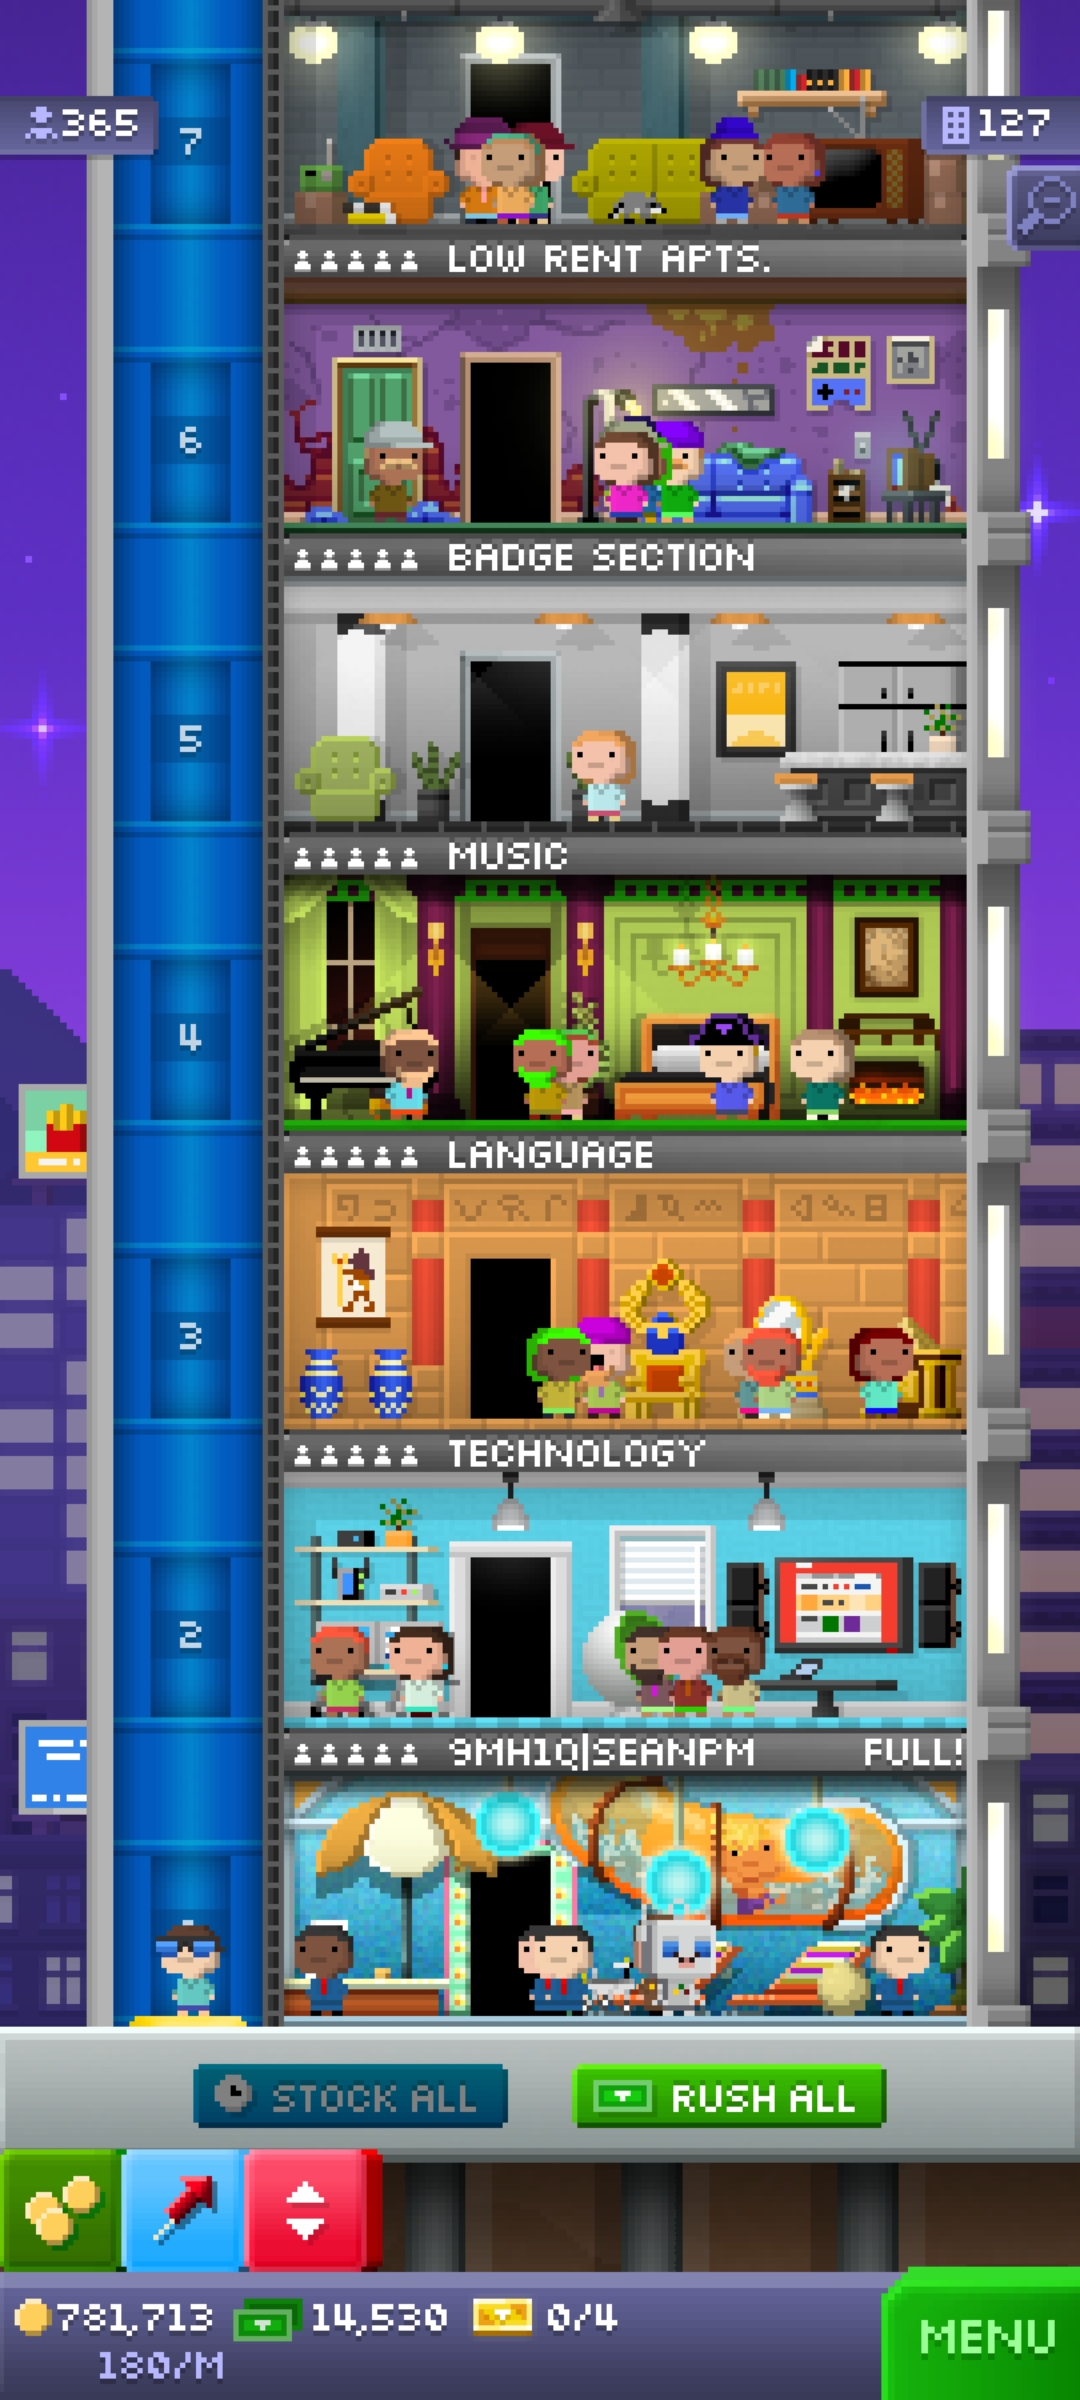 365
7
127
LOW RENT APTS.
6
BADGE SECTION
5
MUSIC
4
LANGUAGE
3
TECHNOLOGY
2
9MH1Q|SEANPM FULL!
STOCK ALL
RUSH ALL
781,713 14,530 0/4
180/M
MENU